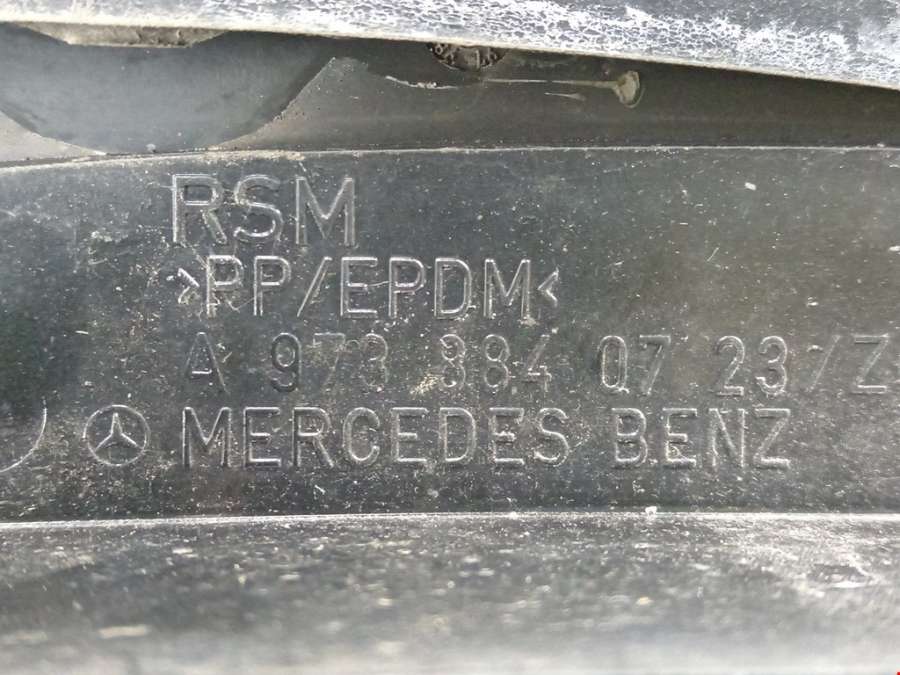 RSM
>PP/EPDM<
A 973 884 07 23/Z
MERCEDES BENZ